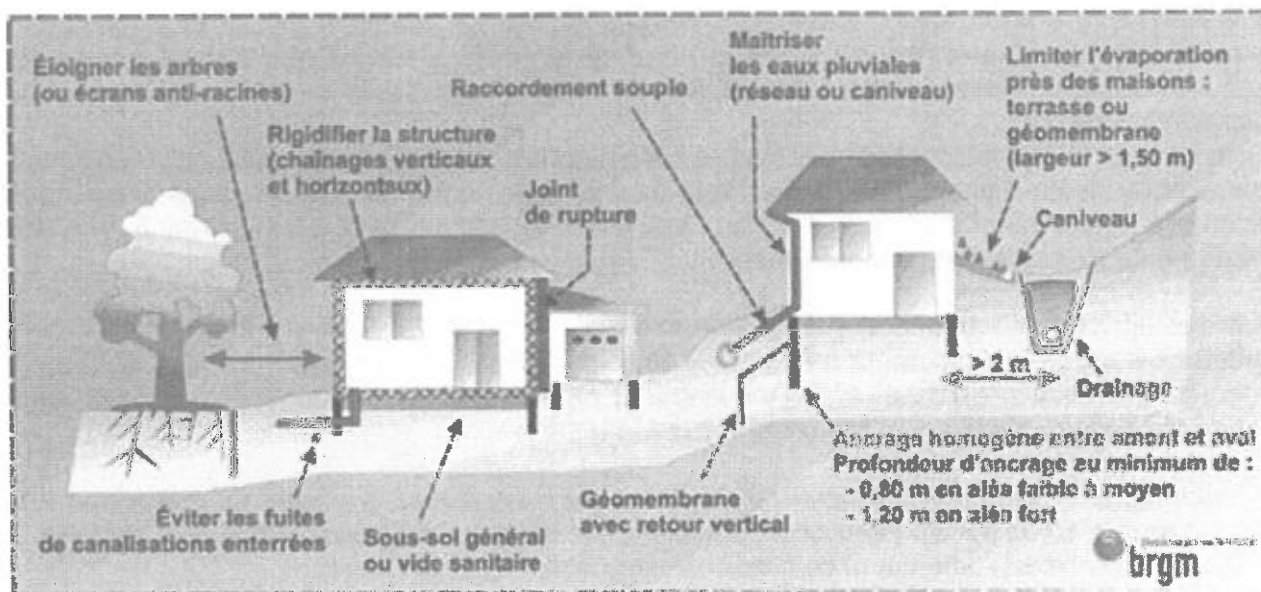 Éloigner les arbres
(ou écrans anti-racines)
Rigidifier la structure
(chaînages verticaux
et horizontaux)
Joint
de rupture
Raccordement souple
Maîtriser
les eaux pluviales
(réseau ou caniveau)
Limiter l'évaporation
près des maisons :
terrasse ou
géomembrane
(largeur > 1,50 m)
Caniveau
> 2 m
Drainage
Ancrage homogène entre amont et aval
Profondeur d'ancrage au minimum de :
- 0,80 m en aléa faible à moyen
- 1,20 m en aléa fort
Géomembrane
avec retour vertical
Sous-sol général
ou vide sanitaire
Éviter les fuites
de canalisations enterrées
brgm